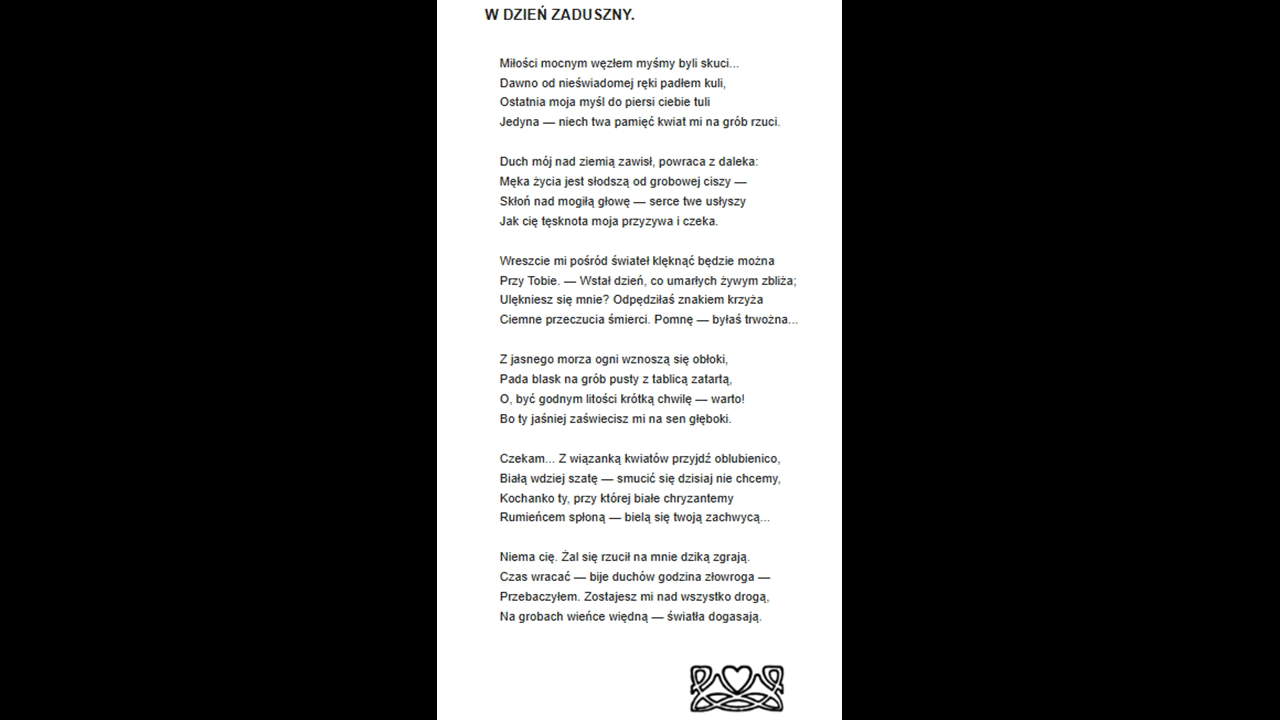 W DZIEŃ ZADUSZNY.
Miłości mocnym węzłem myśmy byli skuci...
Dawno od nieświadomej ręki padłem kuli,
Ostatnia moja myśl do piersi ciebie tuli
Jedyna — niech twa pamięć kwiat mi na grób rzuci.
Duch mój nad ziemią zawisł, powraca z daleka:
Męka życia jest słodszą od grobowej ciszy —
Skłoń nad mogiłą głowę — serce twe usłyszy
Jak cię tęsknota moja przyzywa i czeka.
Wreszcie mi pośród świateł klęknąć będzie można
Przy Tobie. — Wstał dzień, co umarłych żywym zbliża;
Ulękniesz się mnie? Odpędziłaś znakiem krzyża
Ciemne przeczucia śmierci. Pomnę — byłaś trwożna...
Z jasnego morza ogni wznoszą się obłoki,
Pada blask na grób pusty z tablicą zatartą,
O, być godnym litości krótką chwilę — warto!
Bo ty jaśniej zaświecisz mi na sen głęboki.
Czekam... Z wiązanką kwiatów przyjdź oblubienico,
Białą wdziej szatę — smucić się dzisiaj nie chcemy,
Kochanko ty, przy której białe chryzantemy
Rumieńcem spłoną — bielą się twoją zachwycą...
Niema cię. Żal się rzucił na mnie dziką zgrają.
Czas wracać — bije duchów godzina złowroga —
Przebaczyłem. Zostajesz mi nad wszystko drogą,
Na grobach wieńce więdną — światła dogasają.